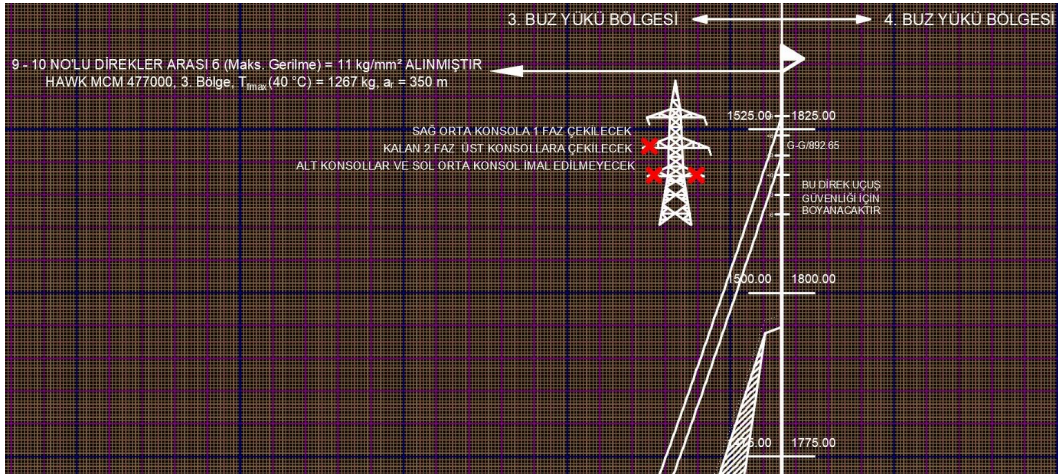 3. BUZ YÜKÜ BÖLGESİ
4. BUZ YÜKÜ BÖLGESİ
9 - 10 NO'LU DİREKLER ARASI б (Maks. Gerilme) = 11 kg/mm² ALINMIŞTIR
HAWK MCM 477000, 3. Bölge, Tfmax (40 °C) = 1267 kg, ar = 350 m
1525.00
1825.00
SAĞ ORTA KONSOLA 1 FAZ ÇEKİLECEK
KALAN 2 FAZ ÜST KONSOLLARA ÇEKİLECEK
ALT KONSOLLAR VE SOL ORTA KONSOL İMAL EDİLMEYECEK
G-G/892.65
BU DİREK UÇUŞ
GÜVENLİĞİ İÇİN
BOYANACAKTIR
1500.00
1800.00
1775.00